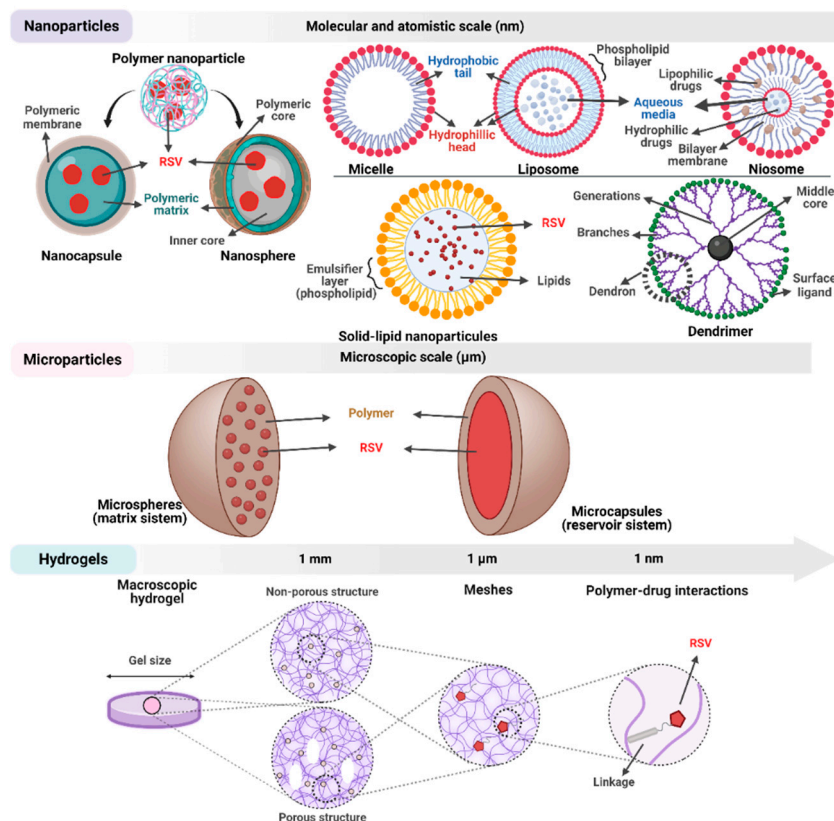 Nanoparticles
Molecular and atomistic scale (nm)
Polymer nanoparticle
Polymeric
membrane
Polymeric
core
RSV
Polymeric
matrix
Inner core
Nanocapsule
Nanosphere
Hydrophobic
tail
Hydrophillic
head
Micelle
Phospholipid
bilayer
Liposome
Aqueous
media
Lipophilic
drugs
Hydrophilic
drugs
Bilayer
membrane
Niosome
RSV
Lipids
Emulsifier
layer
(phospholipid)
Solid-lipid nanoparticules
Generations
Branches
Dendron
Middle
core
Surface
ligand
Dendrimer
Microparticles
Microscopic scale (µm)
Polymer
RSV
Microspheres
(matrix sistem)
Microcapsules
(reservoir sistem)
Hydrogels
1 mm
1 µm
1 nm
Macroscopic
hydrogel
Non-porous structure
Meshes
Polymer-drug interactions
Gel size
RSV
Linkage
Porous structure